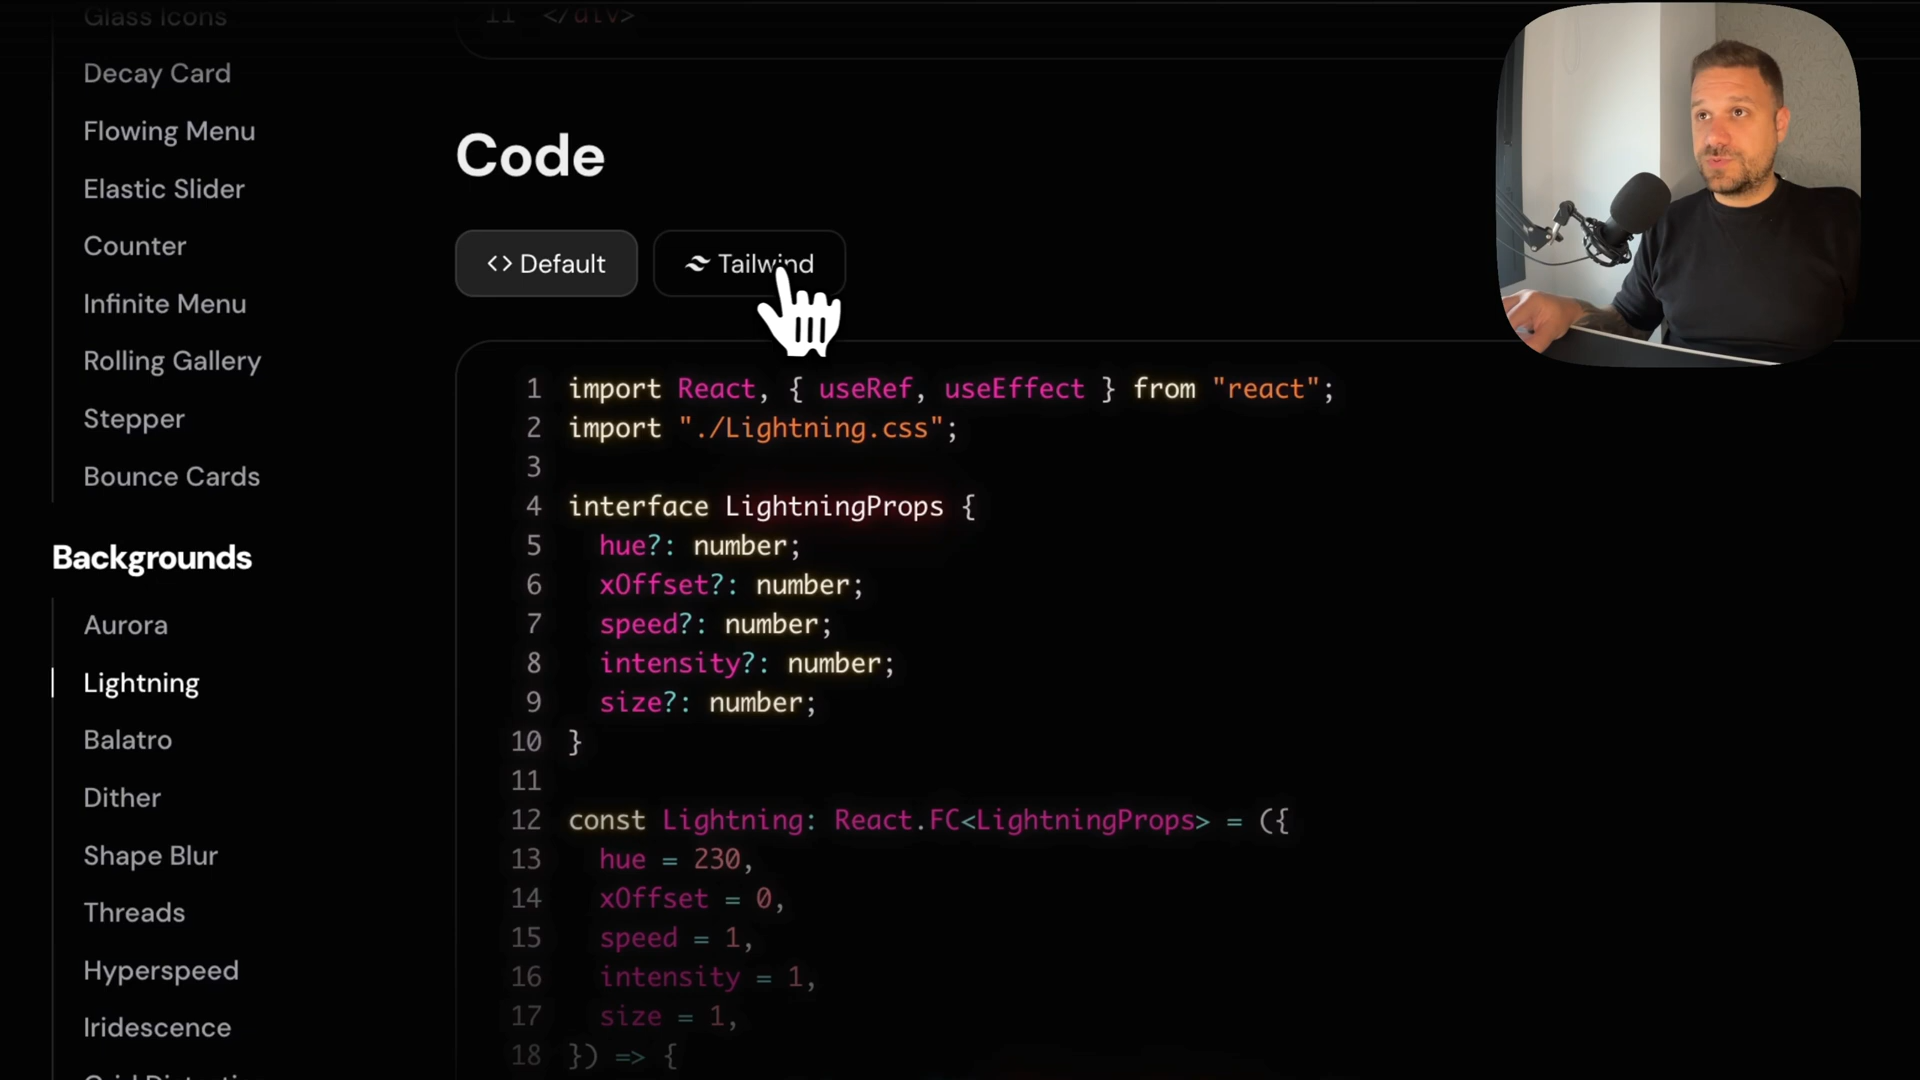 Glass Icons
Decay Card
Flowing Menu
Elastic Slider
Counter
Infinite Menu
Rolling Gallery
Stepper
Bounce Cards
Backgrounds
Aurora
Lightning
Balatro
Dither
Shape Blur
Threads
Hyperspeed
Iridescence
11 </div>
Code
<> Default
Tailwind
1 import React, { useRef, useEffect } from "react";
2 import "./Lightning.css";
3
4 interface LightningProps {
5 hue?: number;
6 xOffset?: number;
7 speed?: number;
8 intensity?: number;
9 size?: number;
10 }
11
12 const Lightning: React.FC<LightningProps> = ({
13 hue = 230,
14 xOffset = 0,
15 speed = 1,
16 intensity = 1,
17 size = 1,
18 }) => {